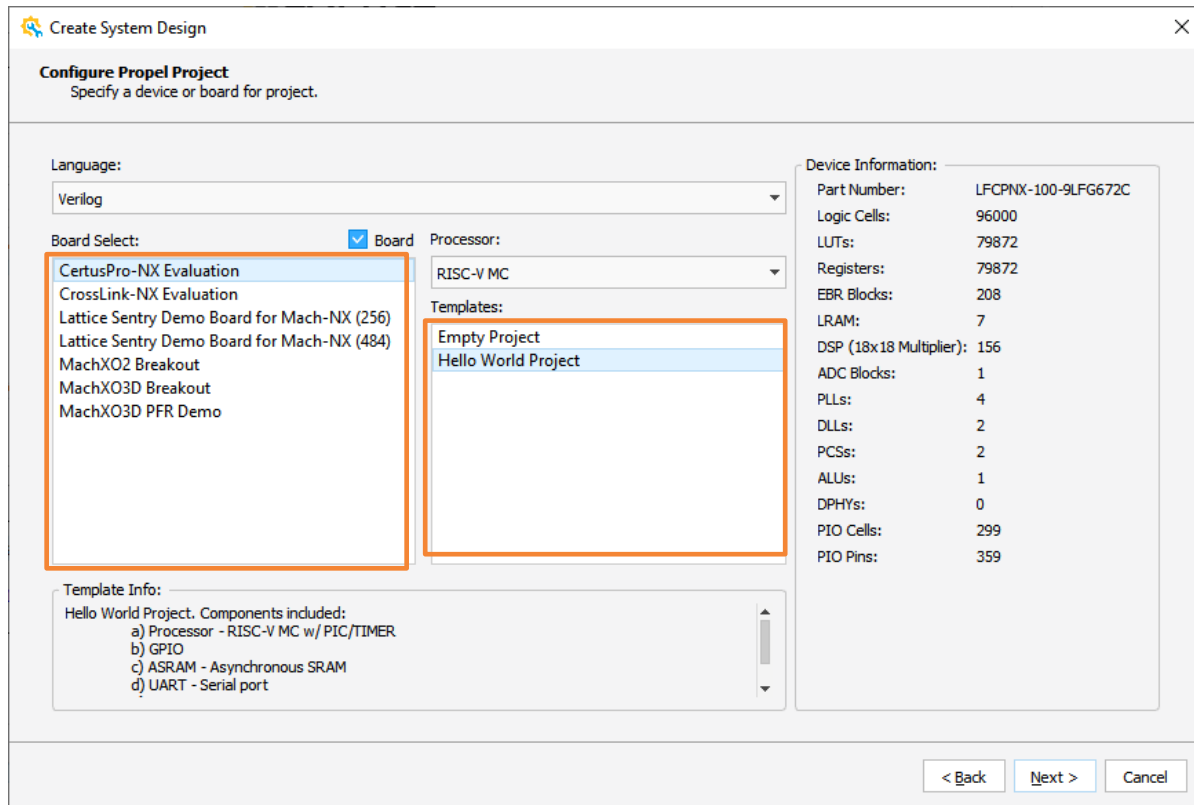 Create System Design
Configure Propel Project
Specify a device or board for project.
Language:
Verilog
Board Select:
Board
CertusPro-NX Evaluation
CrossLink-NX Evaluation
Lattice Sentry Demo Board for Mach-NX (256)
Lattice Sentry Demo Board for Mach-NX (484)
MachXO2 Breakout
MachXO3D Breakout
MachXO3D PFR Demo
Processor:
RISC-V MC
Templates:
Empty Project
Hello World Project
Template Info:
Hello World Project. Components included:
a) Processor - RISC-V MC w/ PIC/TIMER
b) GPIO
c) ASRAM - Asynchronous SRAM
d) UART - Serial port
Device Information:
Part Number: LFCPNX-100-9LFG672C
Logic Cells: 96000
LUTs: 79872
Registers: 79872
EBR Blocks: 208
LRAM: 7
DSP (18x18 Multiplier): 156
ADC Blocks: 1
PLLs: 4
DLLs: 2
PCSs: 2
ALUs: 1
DPHYs: 0
PIO Cells: 299
PIO Pins: 359
< Back
Next >
Cancel